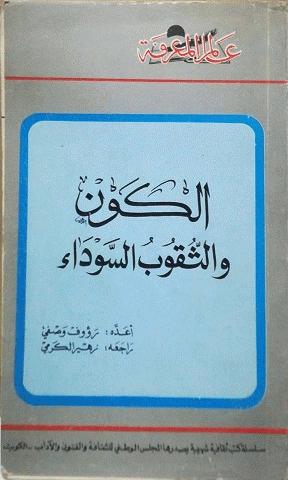 عالم المعرفة
الكون
والثقوب السوداء
أعدّه: رؤوف وصفي
راجعه: زهير الكرمي
سلسلة كتب ثقافية شهرية يصدرها المجلس الوطني للثقافة والفنون والآداب - الكويت